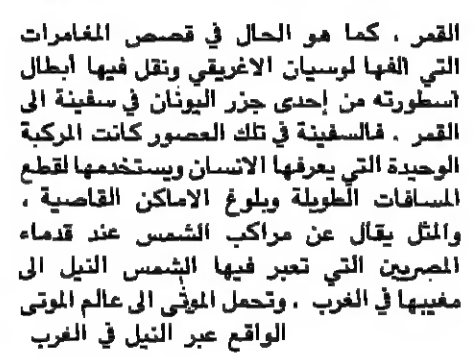 القمر ، كما هو الحال في قصص المغامرات
التي ألفها لوسيان الاغريقي ونقل فيها أبطال
أسطورته من إحدى جزر اليونان في سفينة الى
القمر . فالسفينة في تلك العصور كانت المركبة
الوحيدة التي يعرفها الانسان ويستخدمها لقطع
المسافات الطويلة وبلوغ الاماكن القاصية ،
والمثل يقال عن مراكب الشمس عند قدماء
المصريين التي تعبر فيها الشمس النيل الى
مغيبها في الغرب . وتحمل الموتى الى عالم الموتى
الواقع عبر النيل في الغرب